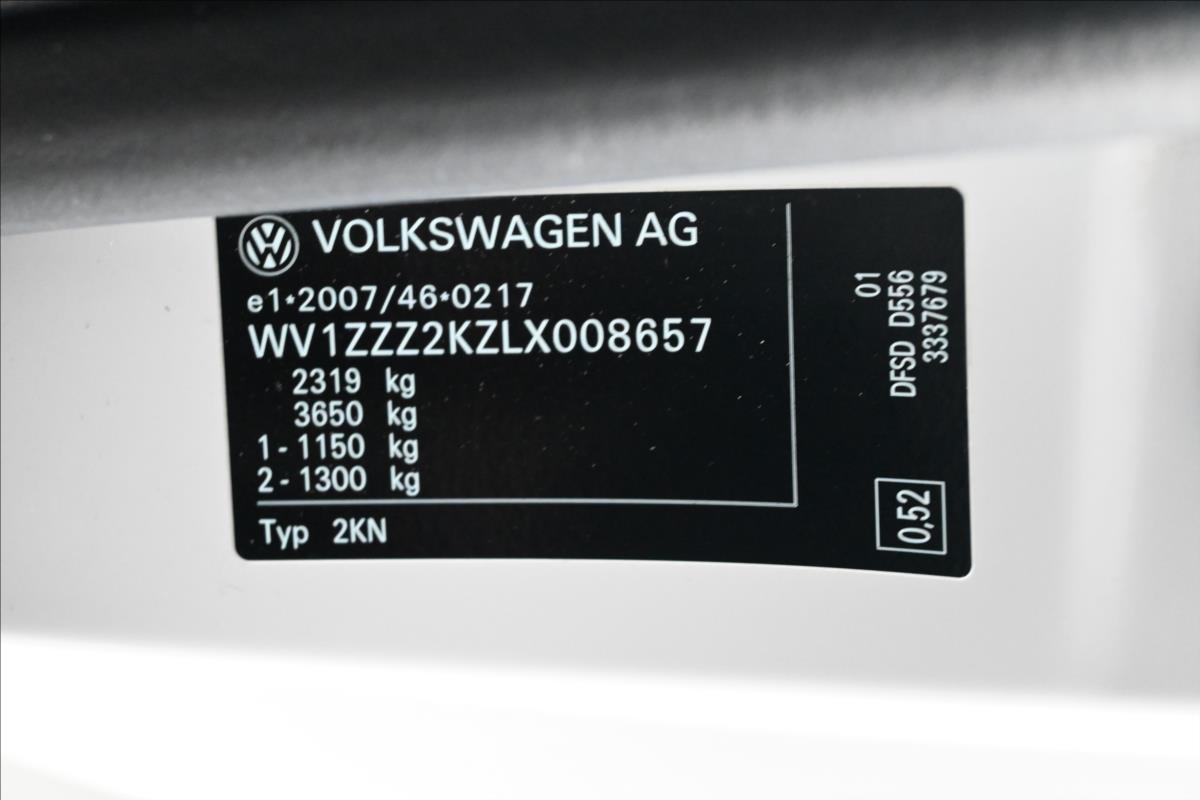 VOLKSWAGEN AG
e1*2007/46*0217
WV1ZZZ2KZLX008657
2319 kg
3650 kg
1 - 1150 kg
2 - 1300 kg
Typ 2KN
01
DFSD D556
3337679
0,52